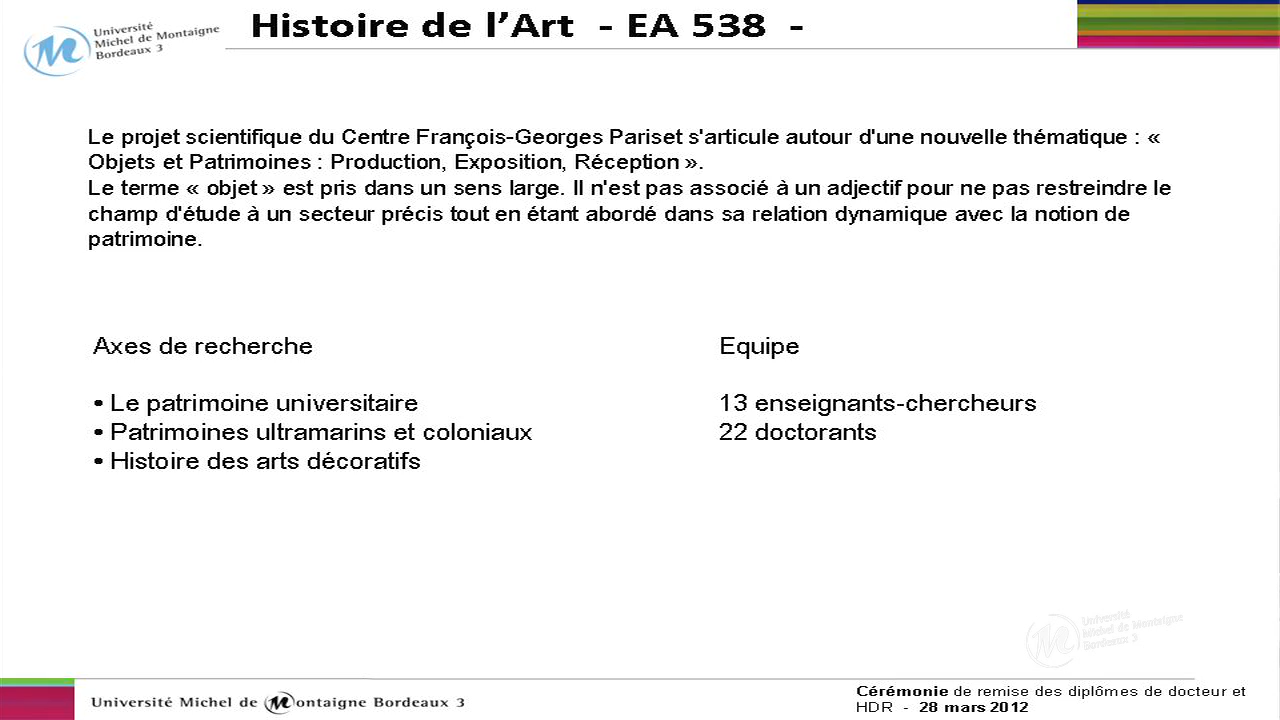 Université
Michel de Montaigne
Bordeaux 3
Histoire de l’Art - EA 538 -
Le projet scientifique du Centre François-Georges Pariset s'articule autour d'une nouvelle thématique : «
Objets et Patrimoines : Production, Exposition, Réception ».
Le terme « objet » est pris dans un sens large. Il n'est pas associé à un adjectif pour ne pas restreindre le
champ d'étude à un secteur précis tout en étant abordé dans sa relation dynamique avec la notion de
patrimoine.
Axes de recherche
• Le patrimoine universitaire
• Patrimoines ultramarins et coloniaux
• Histoire des arts décoratifs
Equipe
13 enseignants-chercheurs
22 doctorants
Université
Michel de Montaigne
Bordeaux 3
Université Michel de Montaigne Bordeaux 3
Cérémonie de remise des diplômes de docteur et
HDR - 28 mars 2012